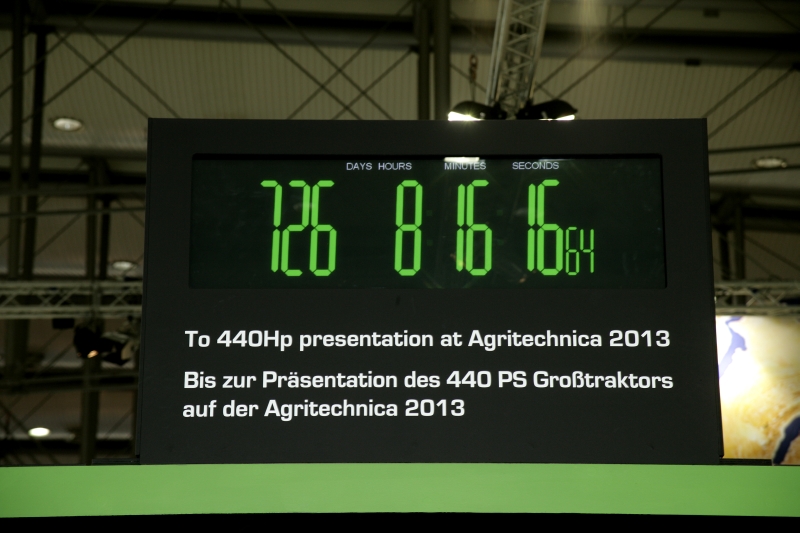 DAYS HOURS MINUTES SECONDS
726 8 16 16 64
To 440Hp presentation at Agritechnica 2013
Bis zur Präsentation des 440 PS Großtraktors
auf der Agritechnica 2013